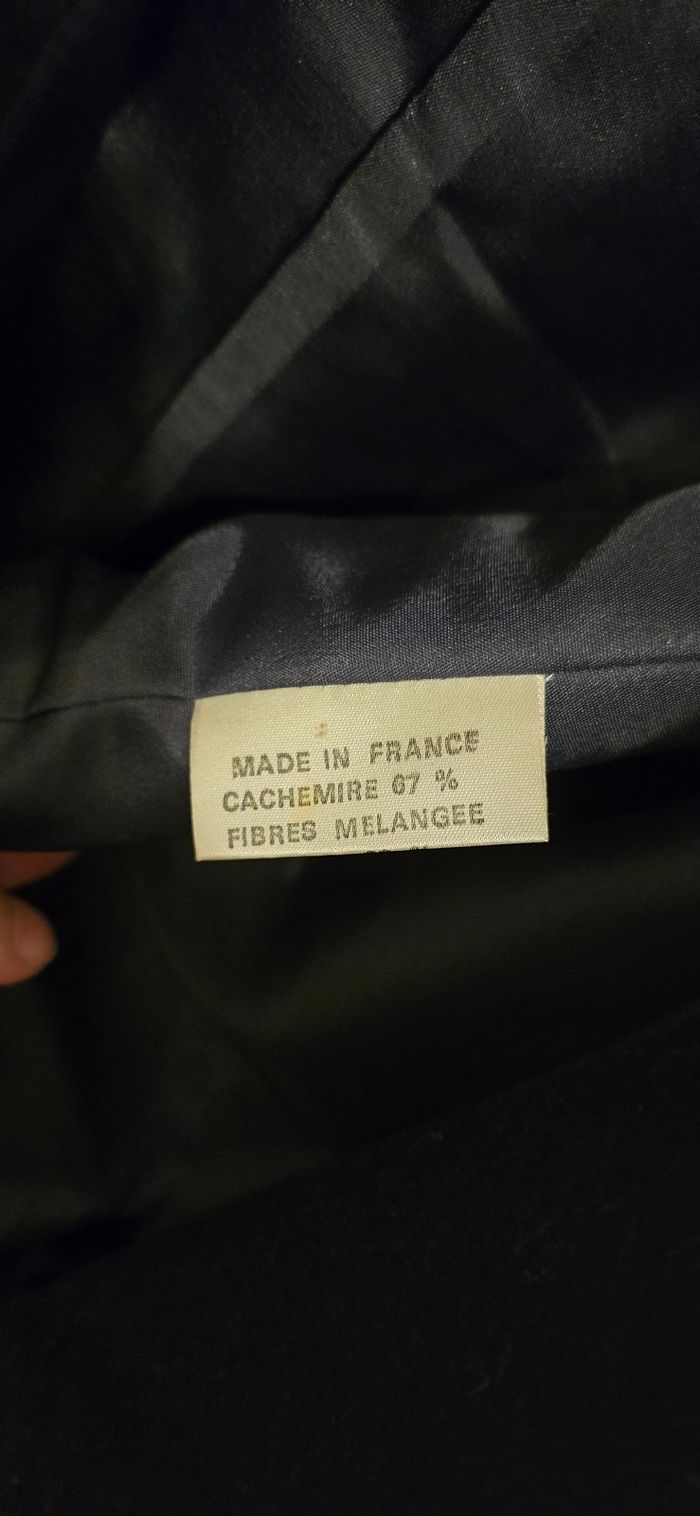 MADE IN FRANCE
CACHEMIRE 67 %
FIBRES MELANGEE